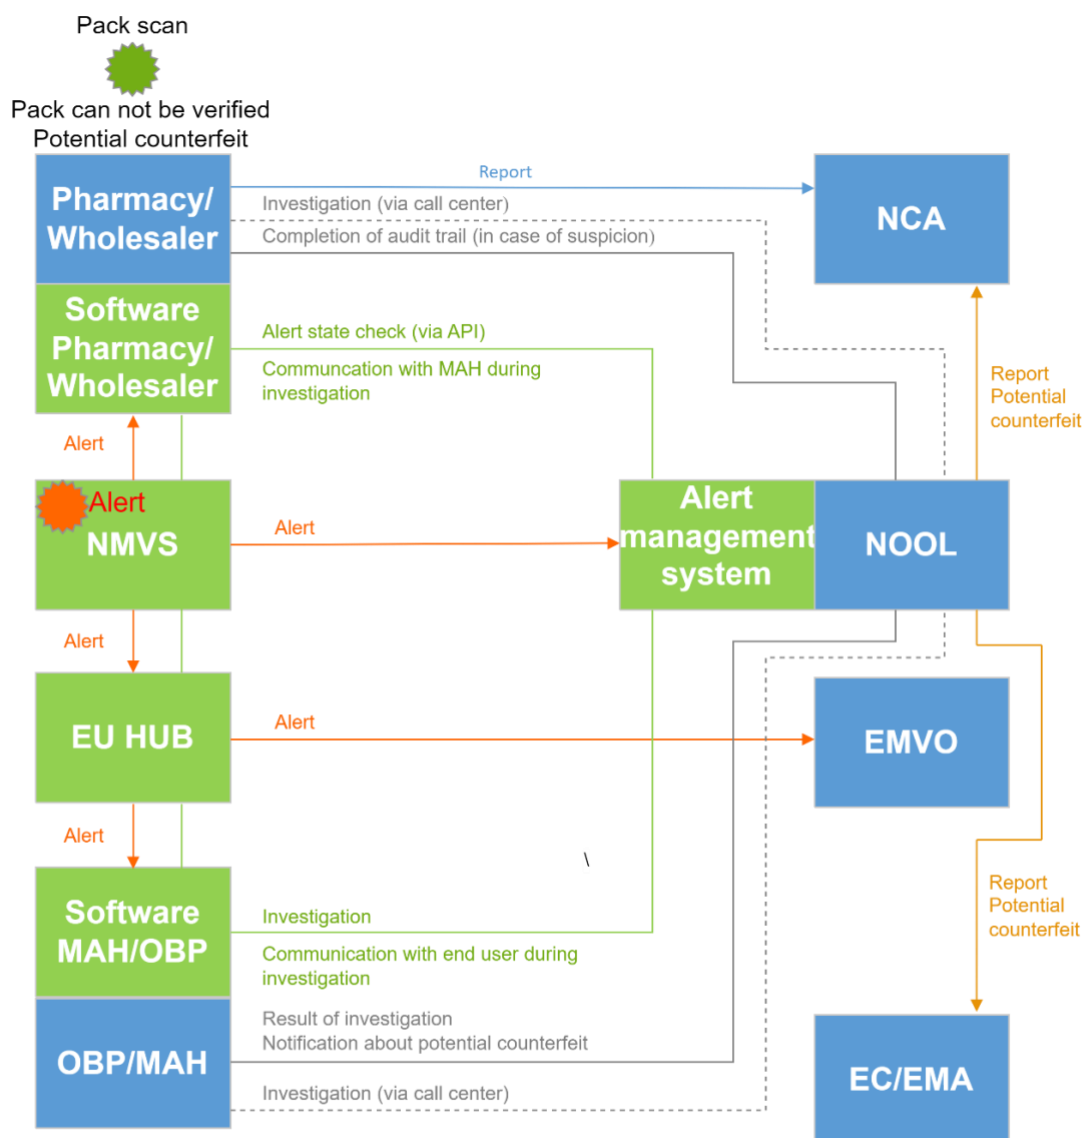 Pack scan
Pack can not be verified
Potential counterfeit
Pharmacy/
Wholesaler
Report
Investigation (via call center)
Completion of audit trail (in case of suspicion)
NCA
Software
Pharmacy/
Wholesaler
Alert state check (via API)
Communcation with MAH during
investigation
Report
Potential
counterfeit
Alert
Alert
NMVS
Alert
Alert
management
system
NOOL
Alert
EU HUB
Alert
EMVO
Alert
\
Software
MAH/OBP
Investigation
Communication with end user during
investigation
Report
Potential
counterfeit
OBP/MAH
Result of investigation
Notification about potential counterfeit
Investigation (via call center)
EC/EMA